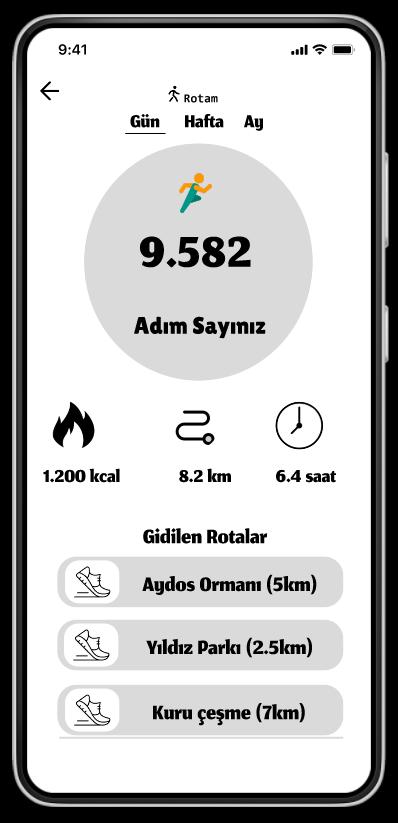 9:41
Rotam
Gün Hafta Ay
9.582
Adım Sayınız
1.200 kcal 8.2 km 6.4 saat
Gidilen Rotalar
Aydos Ormanı (5km)
Yıldız Parkı (2.5km)
Kuru çeşme (7km)